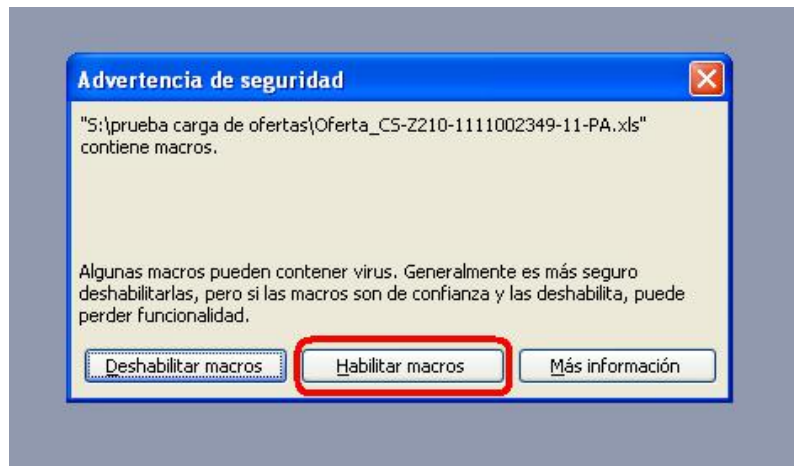 Advertencia de seguridad
"S:\prueba carga de ofertas\Oferta_CS-Z210-1111002349-11-PA.xls"
contiene macros.
Algunas macros pueden contener virus. Generalmente es más seguro
deshabilitarlas, pero si las macros son de confianza y las deshabilita, puede
perder funcionalidad.
Deshabilitar macros
Habilitar macros
Más información